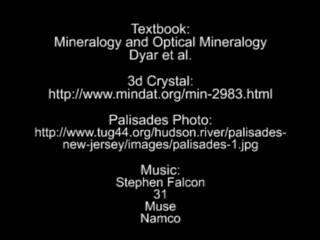 Textbook:
Mineralogy and Optical Mineralogy
Dyar et al.
3d Crystal:
http://www.mindat.org/min-2983.html
Palisades Photo:
http://www.tug44.org/hudson.river/palisades-
new-jersey/images/palisades-1.jpg
Music:
Stephen Falcon
31
Muse
Namco